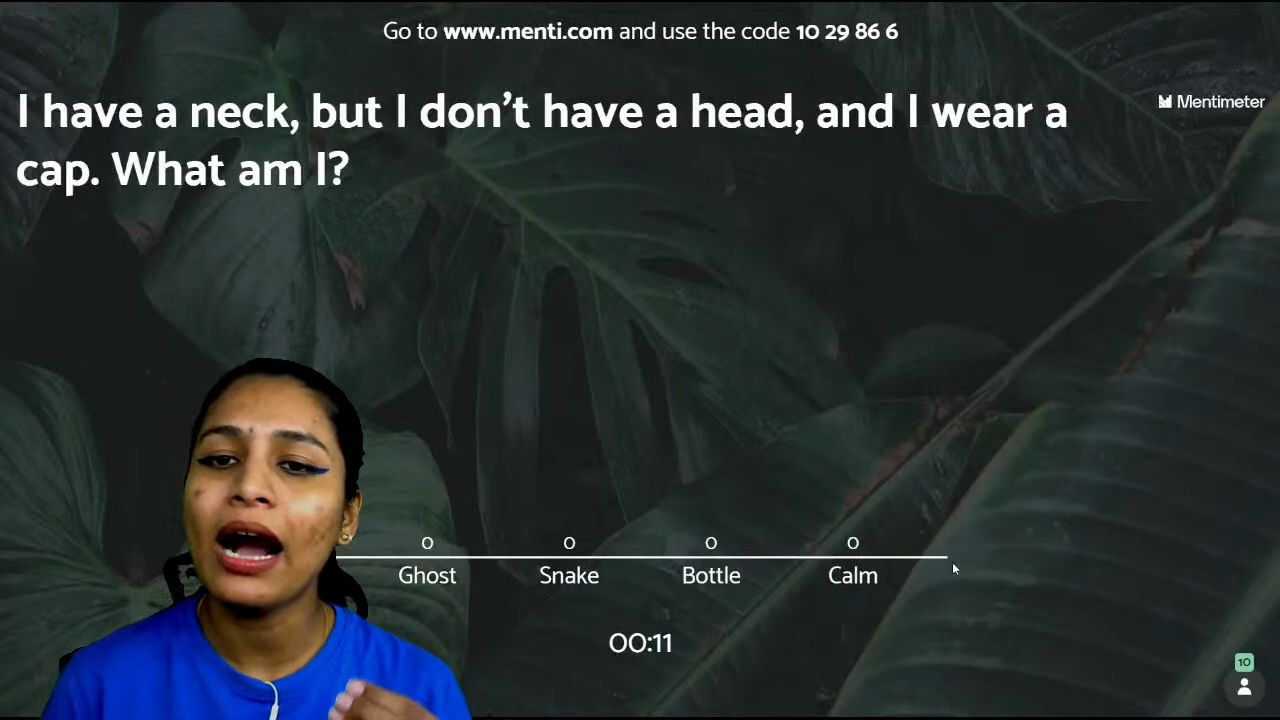 Go to www.menti.com and use the code 10 29 86 6
I have a neck, but I don't have a head, and I wear a
Mentimeter
cap. What am I?
0 0 0 0
Ghost Snake Bottle Calm
00:11
10